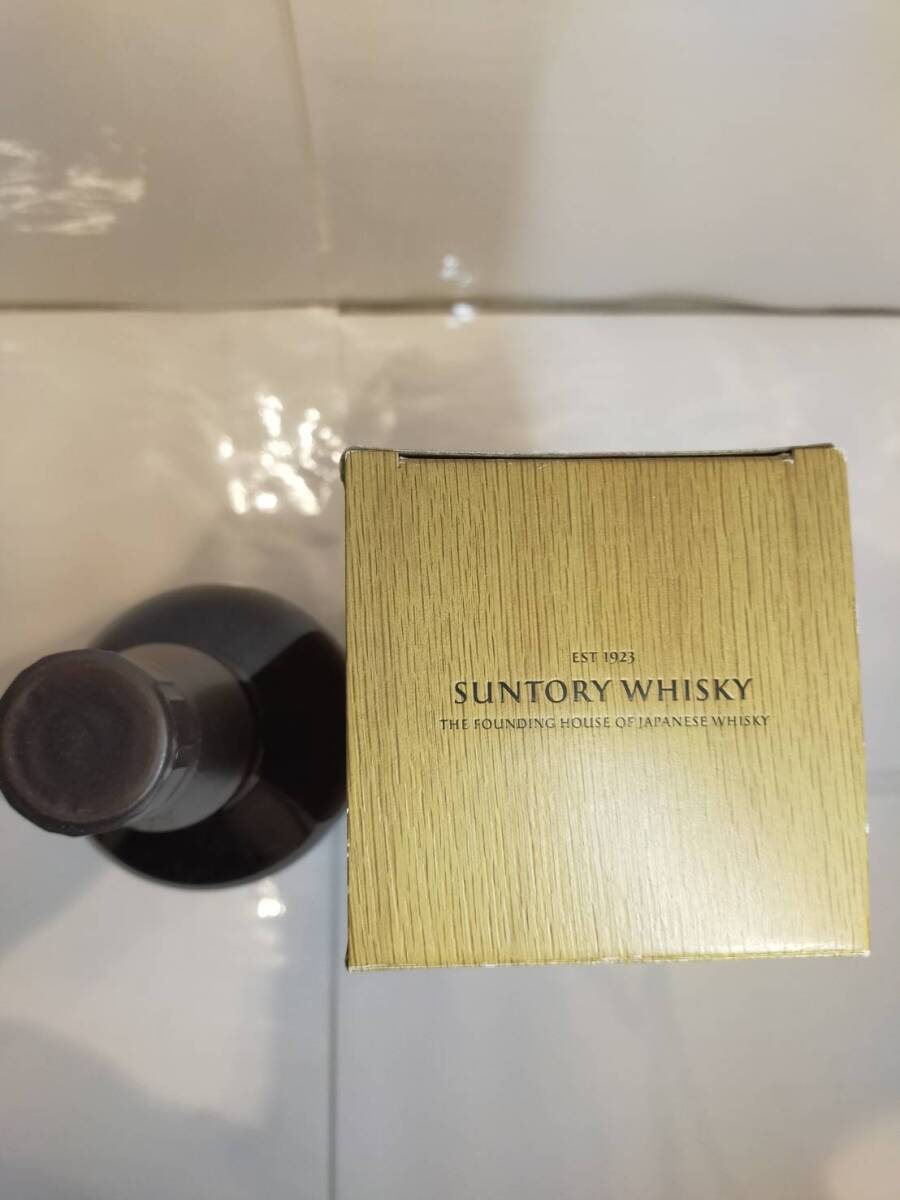 EST 1923
SUNTORY WHISKY
THE FOUNDING HOUSE OF JAPANESE WHISKY